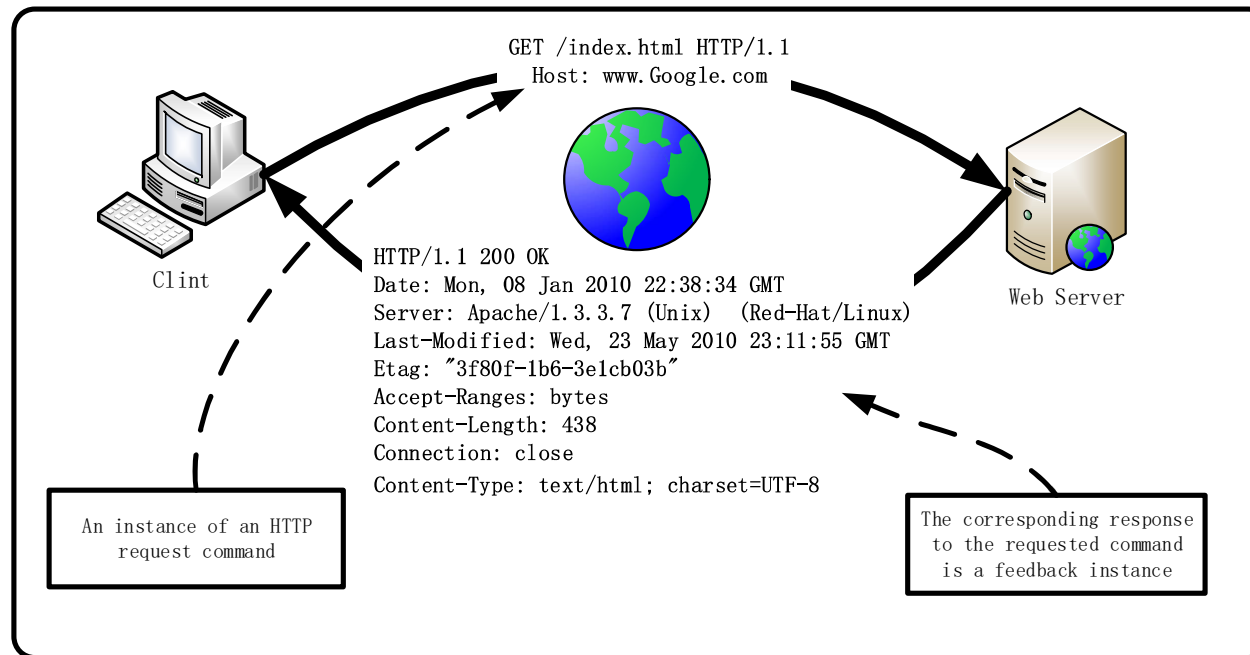 GET /index.html HTTP/1.1
Host: www.Google.com
Clint
Web Server
HTTP/1.1 200 OK
Date: Mon, 08 Jan 2010 22:38:34 GMT
Server: Apache/1.3.3.7 (Unix) (Red-Hat/Linux)
Last-Modified: Wed, 23 May 2010 23:11:55 GMT
Etag: "3f80f-1b6-3e1cb03b"
Accept-Ranges: bytes
Content-Length: 438
Connection: close
Content-Type: text/html; charset=UTF-8
An instance of an HTTP
request command
The corresponding response
to the requested command
is a feedback instance